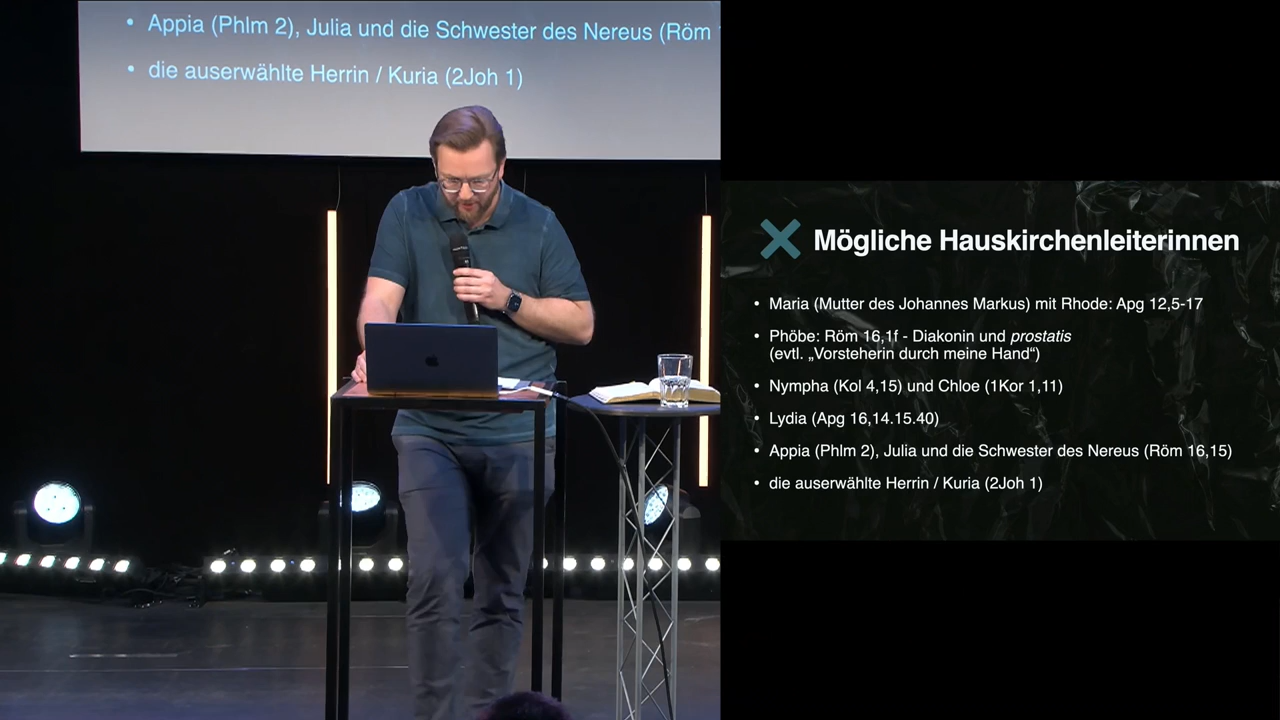 • Appia (Phlm 2), Julia und die Schwester des Nereus (Röm
• die auserwählte Herrin / Kuria (2Joh 1)
Mögliche Hauskirchenleiterinnen
• Maria (Mutter des Johannes Markus) mit Rhode: Apg 12,5-17
• Phöbe: Röm 16,1f - Diakonin und prostatis
(evtl. „Vorsteherin durch meine Hand“)
• Nympha (Kol 4,15) und Chloe (1Kor 1,11)
• Lydia (Apg 16,14.15.40)
• Appia (Phlm 2), Julia und die Schwester des Nereus (Röm 16,15)
• die auserwählte Herrin / Kuria (2Joh 1)